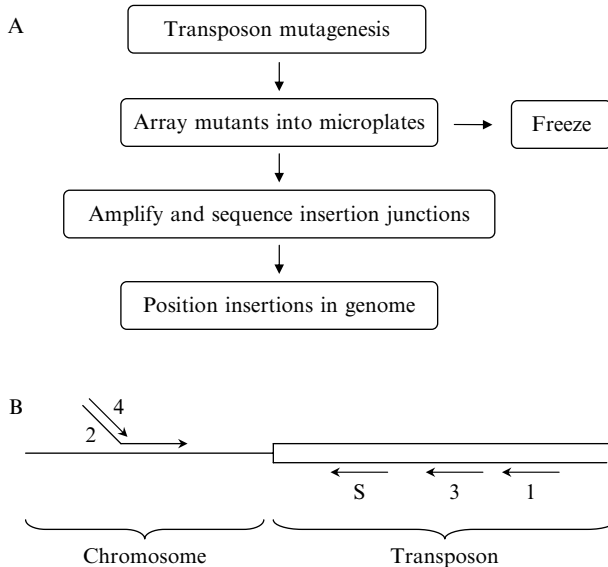 A
Transposon mutagenesis
Array mutants into microplates
Freeze
Amplify and sequence insertion junctions
Position insertions in genome
B
4
2
S
3
1
Chromosome
Transposon